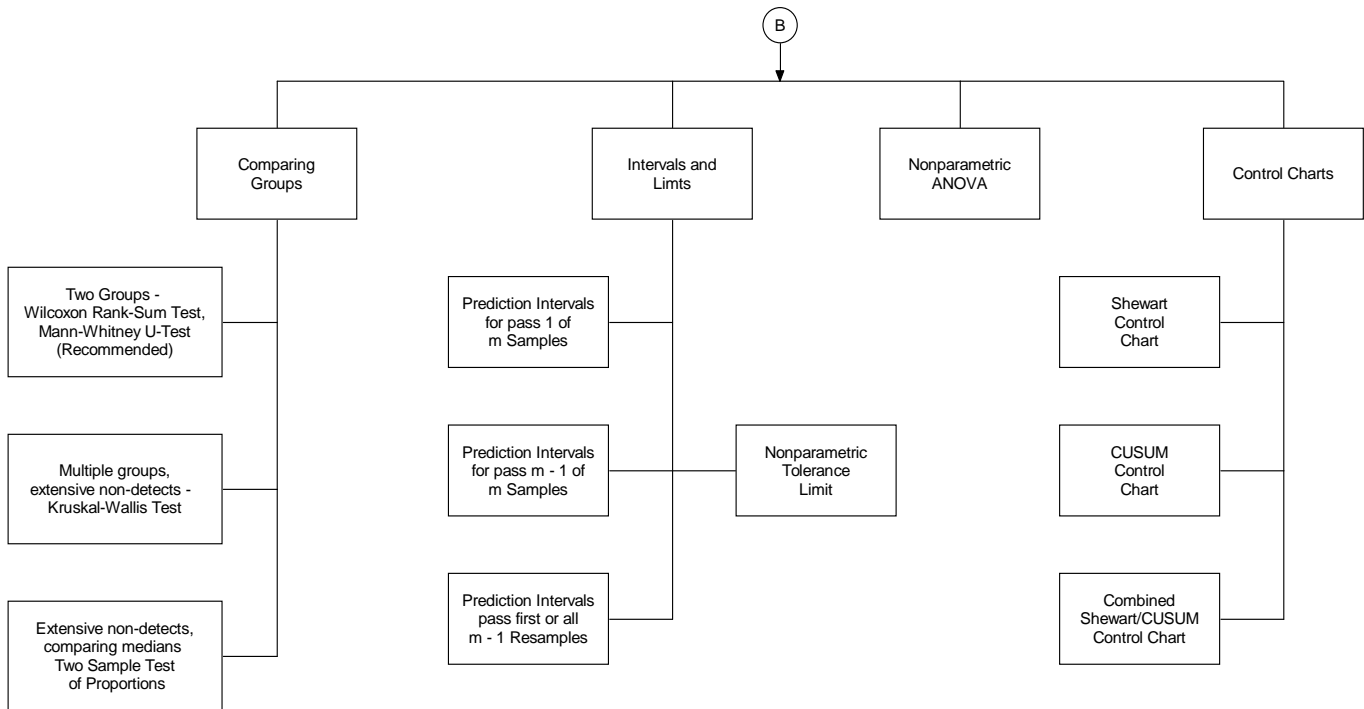 B
Comparing
Groups
Intervals and
Limts
Nonparametric
ANOVA
Control Charts
Two Groups -
Wilcoxon Rank-Sum Test,
Mann-Whitney U-Test
(Recommended)
Multiple groups,
extensive non-detects -
Kruskal-Wallis Test
Extensive non-detects,
comparing medians
Two Sample Test
of Proportions
Prediction Intervals
for pass 1 of
m Samples
Prediction Intervals
for pass m - 1 of
m Samples
Prediction Intervals
pass first or all
m - 1 Resamples
Nonparametric
Tolerance
Limit
Shewart
Control
Chart
CUSUM
Control
Chart
Combined
Shewart/CUSUM
Control Chart